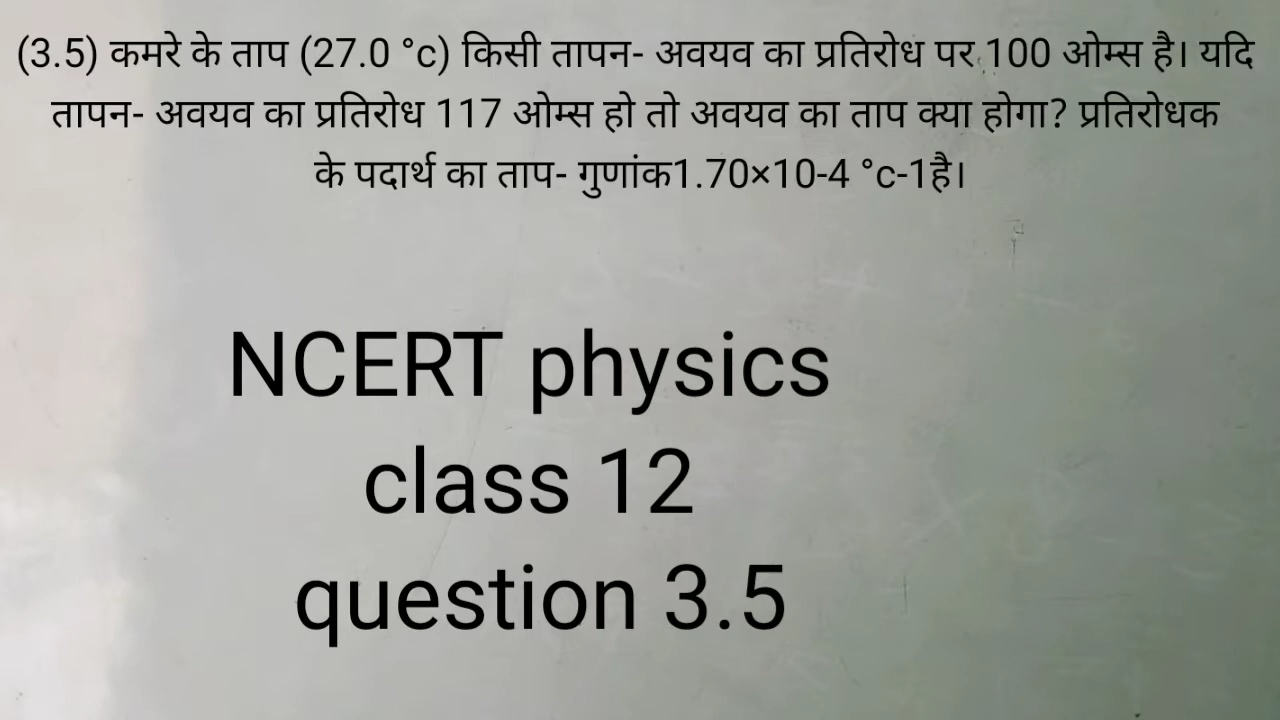 (3.5) कमरे के ताप (27.0 °c) किसी तापन- अवयव का प्रतिरोध पर 100 ओम्स है। यदि
तापन- अवयव का प्रतिरोध 117 ओम्स हो तो अवयव का ताप क्या होगा? प्रतिरोधक
के पदार्थ का ताप- गुणांक1.70×10-4 °c-1है।
NCERT physics
class 12
question 3.5